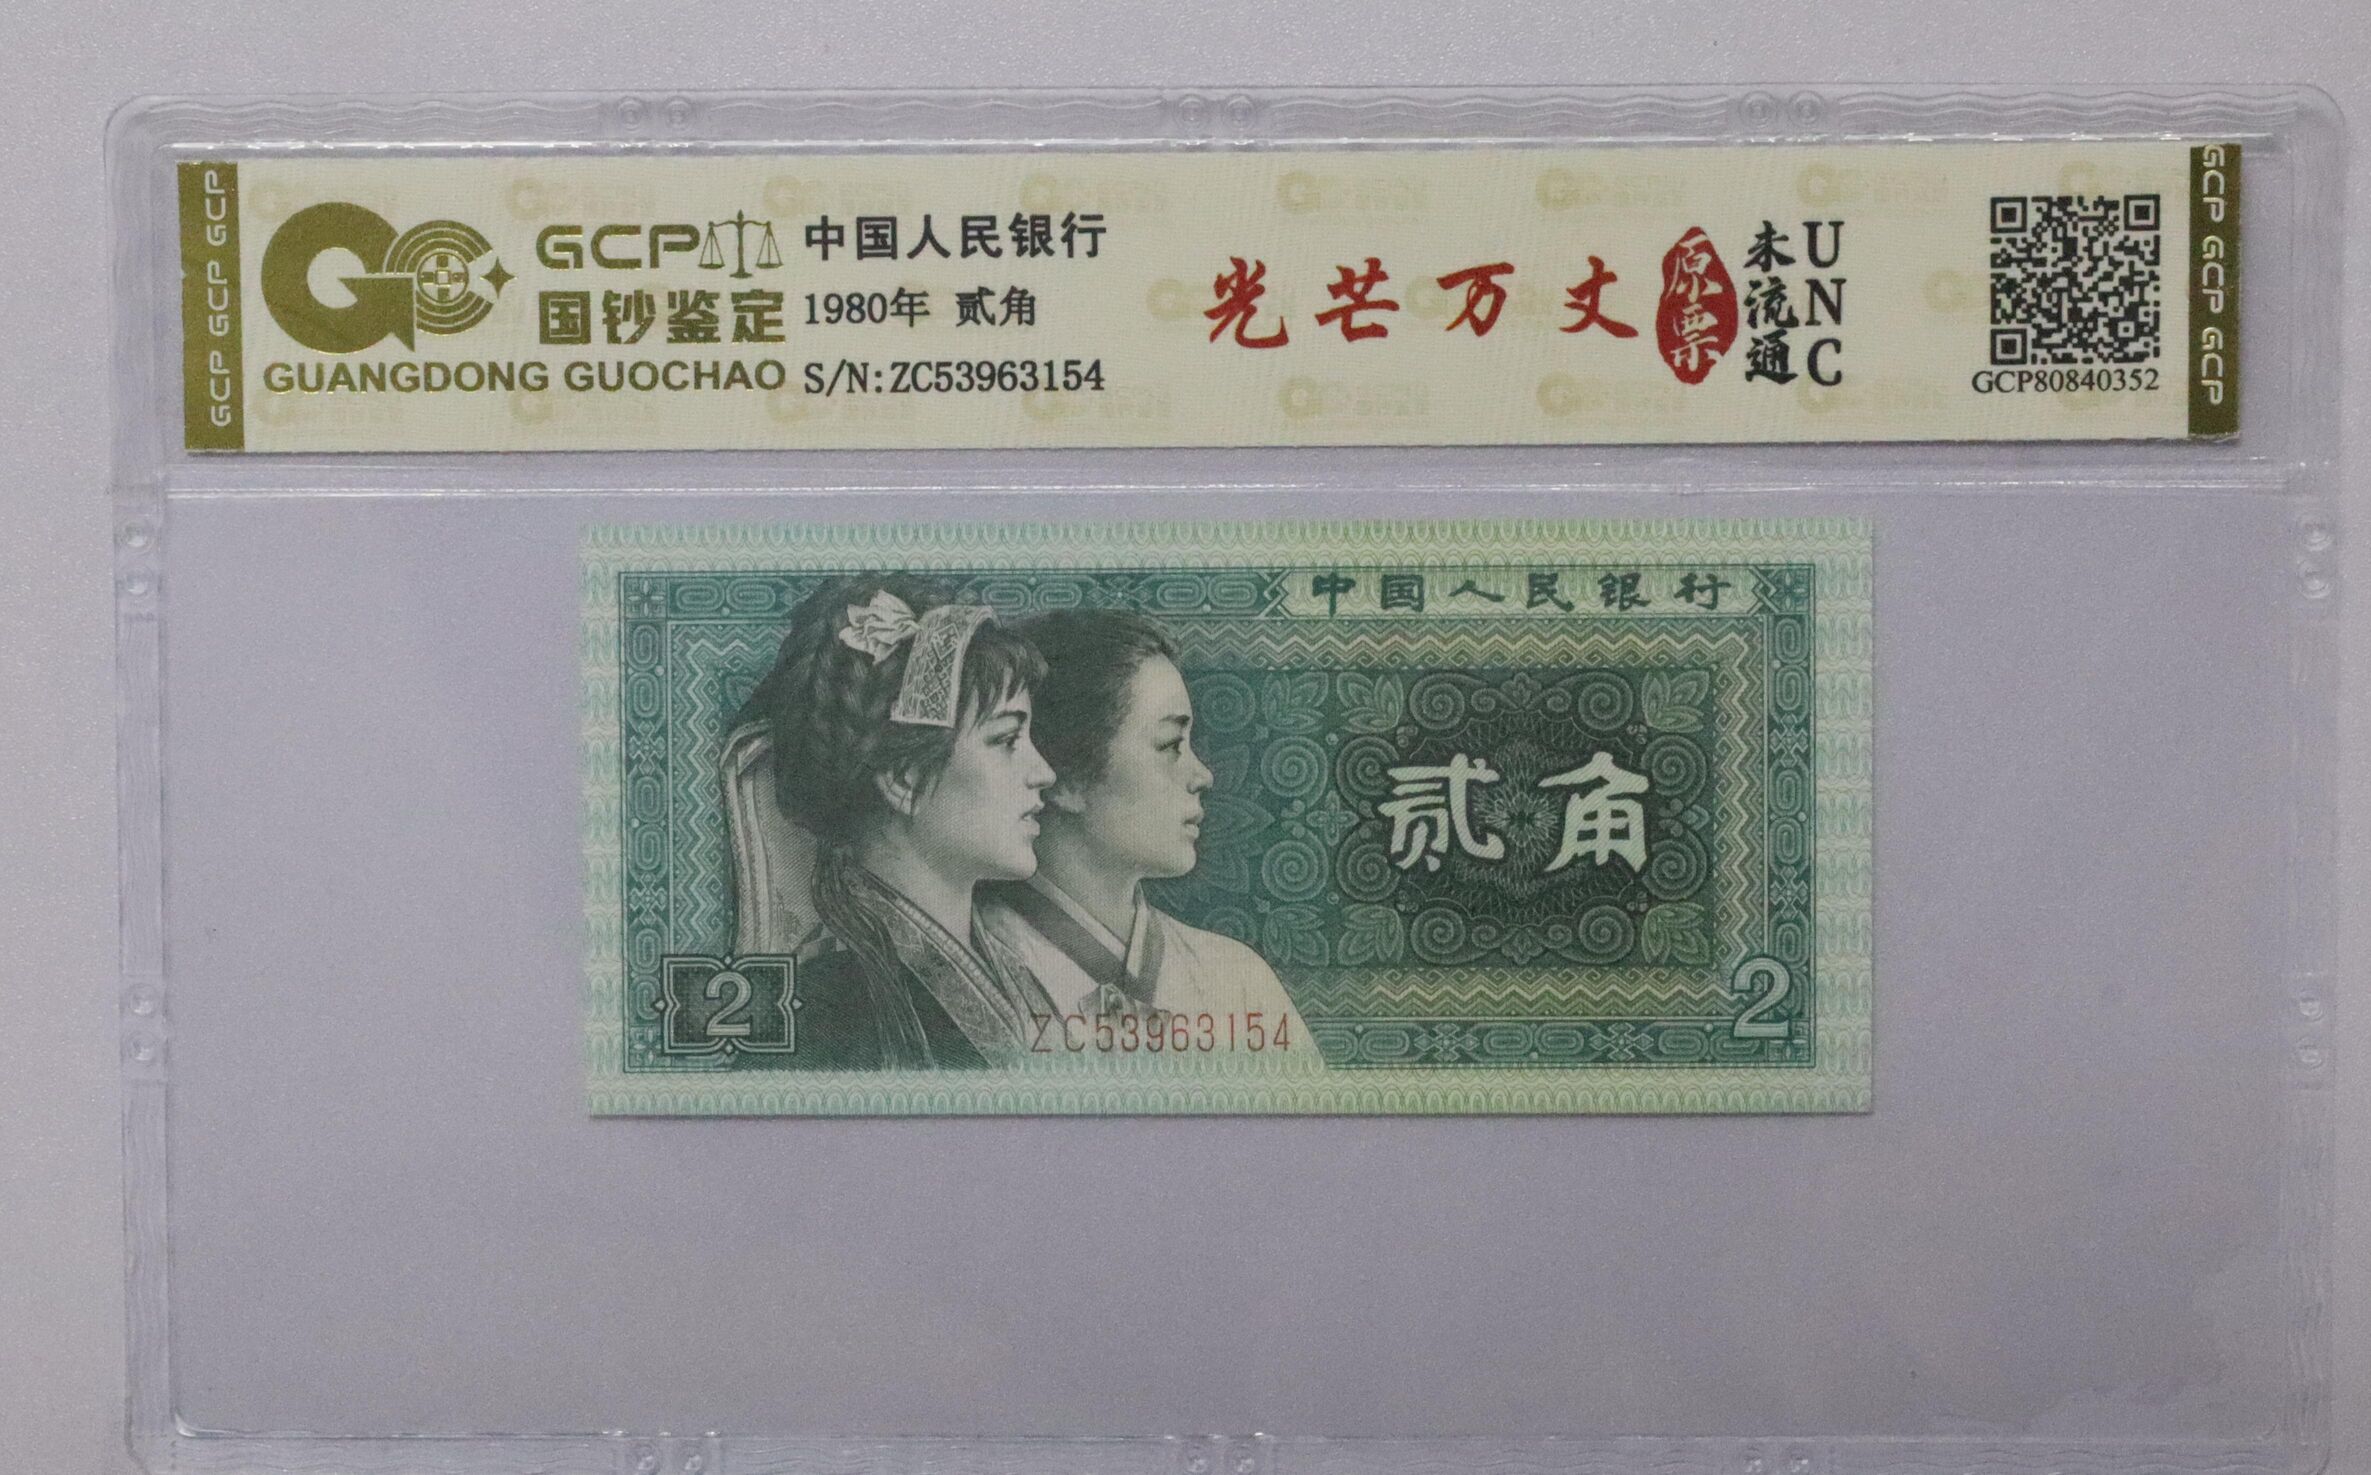 GCP GCP GCP
GCP
国钞鉴定
GUANGDONG GUOCHAO
中国人民银行
1980年 贰角
S/N:ZC53963154
光芒万丈
原票
未流通
UNC
GCP80840352
GCP GCP GCP
中国人民银行
贰角
2
2
ZC53963154